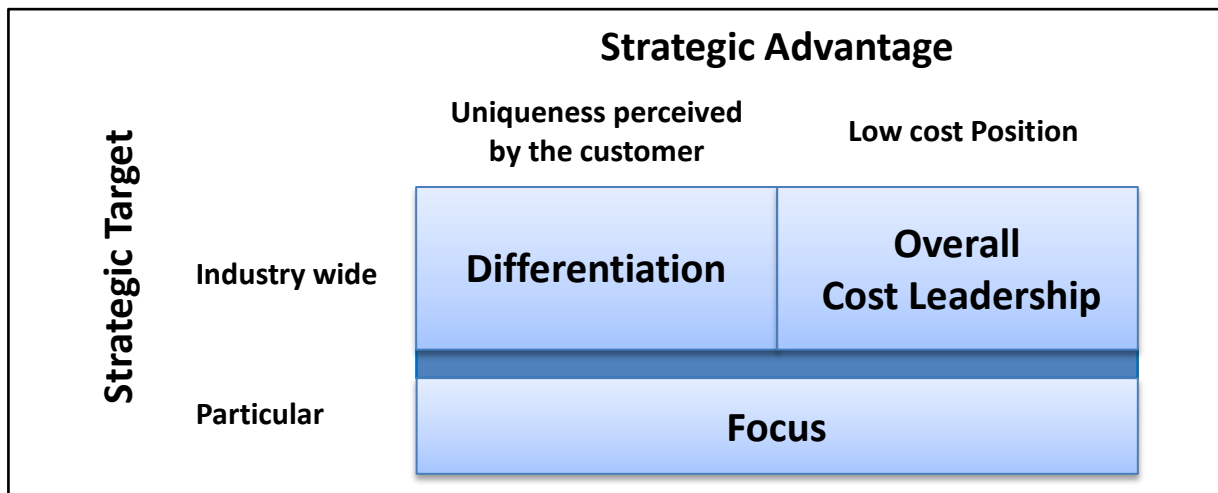 Strategic Advantage
Uniqueness perceived
by the customer
Low cost Position
Strategic Target
Industry wide
Differentiation
Overall
Cost Leadership
Particular
Focus